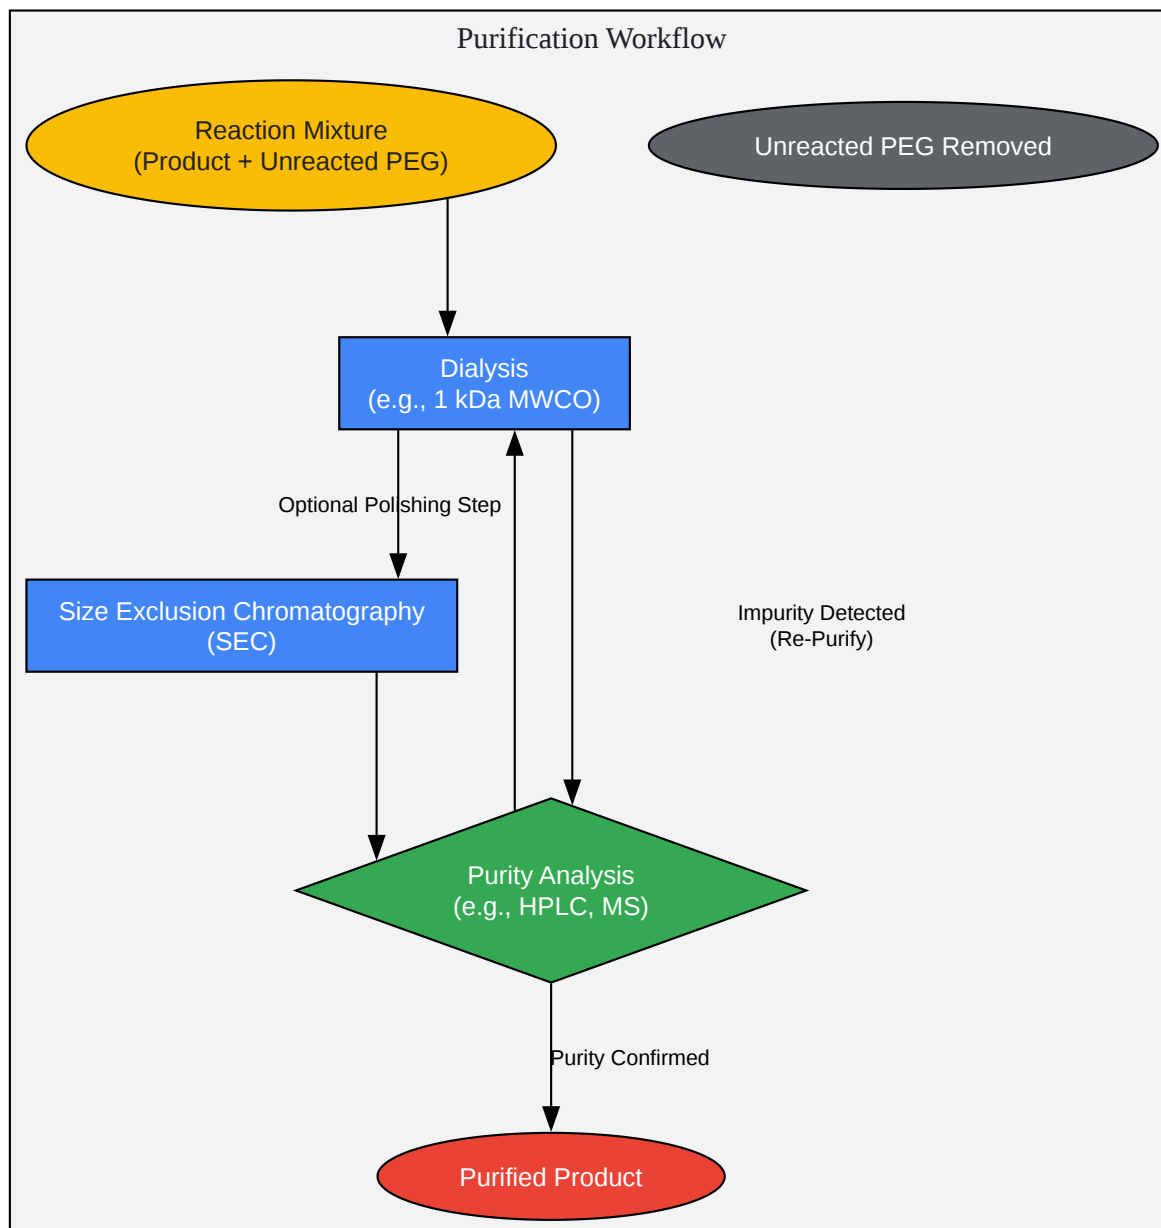 Purification Workflow
Reaction Mixture
(Product + Unreacted PEG)
Unreacted PEG Removed
Dialysis
(e.g., 1 kDa MWCO)
Optional Polishing Step
Size Exclusion Chromatography
(SEC)
Impurity Detected
(Re-Purify)
Purity Analysis
(e.g., HPLC, MS)
Purity Confirmed
Purified Product